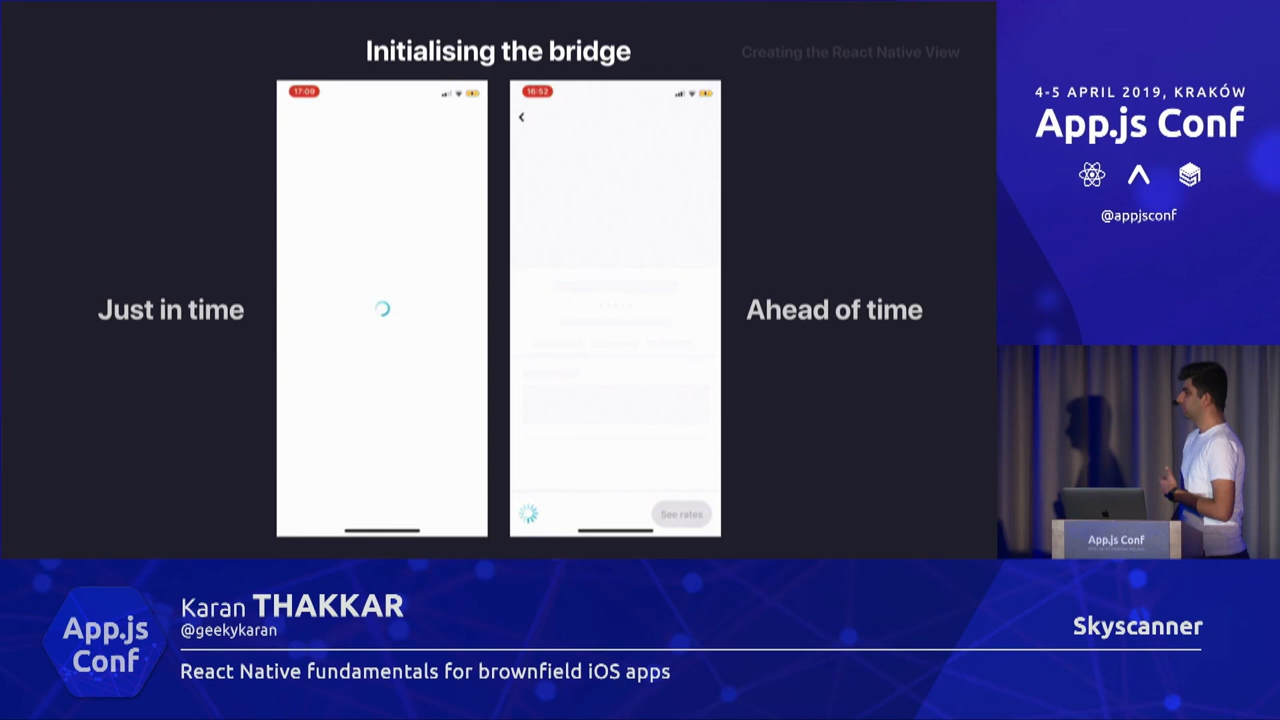 Initialising the bridge
Creating the React Native View
17:09
16:52
Just in time
Ahead of time
See rates
4-5 APRIL 2019, KRAKÓW
App.js Conf
@appjsconf
App.js Conf
App.js
Conf
Karan THAKKAR
@geekykaran
Skyscanner
React Native fundamentals for brownfield iOS apps